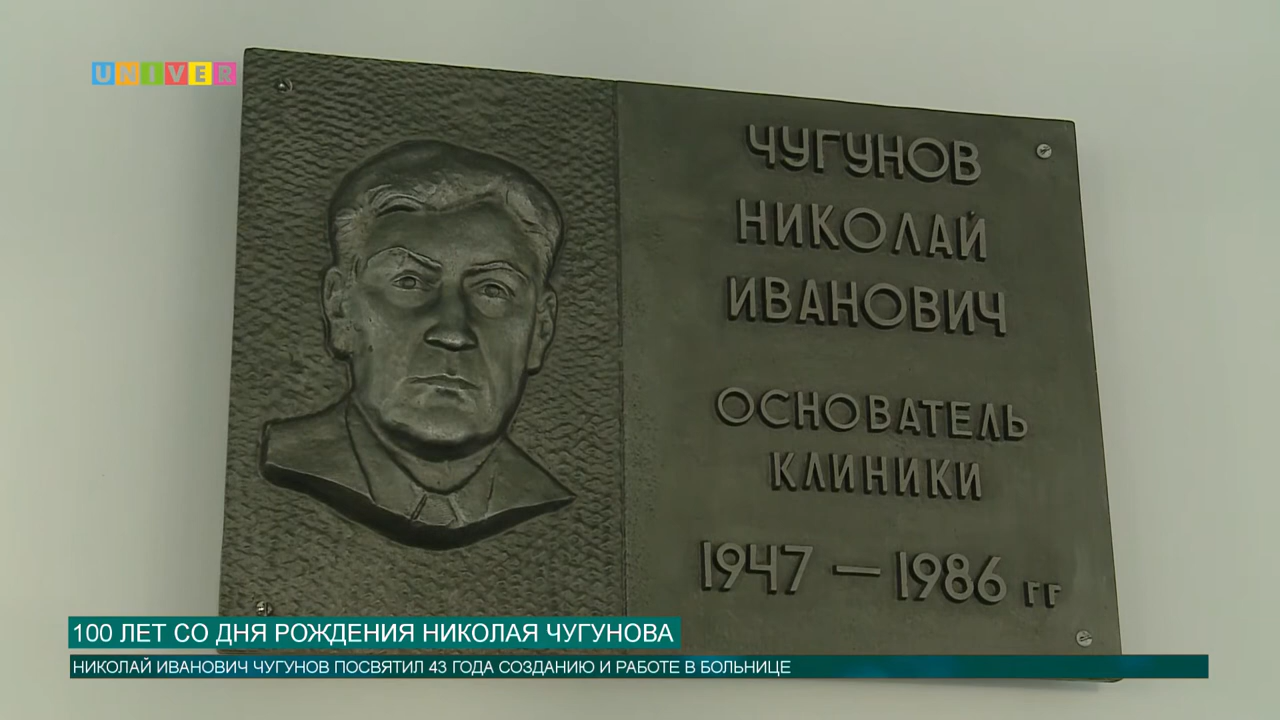 UNIVER
ЧУГУНОВ
НИКОЛАЙ
ИВАНОВИЧ
ОСНОВАТЕЛЬ
КЛИНИКИ
1947 — 1986 гг
100 ЛЕТ СО ДНЯ РОЖДЕНИЯ НИКОЛАЯ ЧУГУНОВА
НИКОЛАЙ ИВАНОВИЧ ЧУГУНОВ ПОСВЯТИЛ 43 ГОДА СОЗДАНИЮ И РАБОТЕ В БОЛЬНИЦЕ